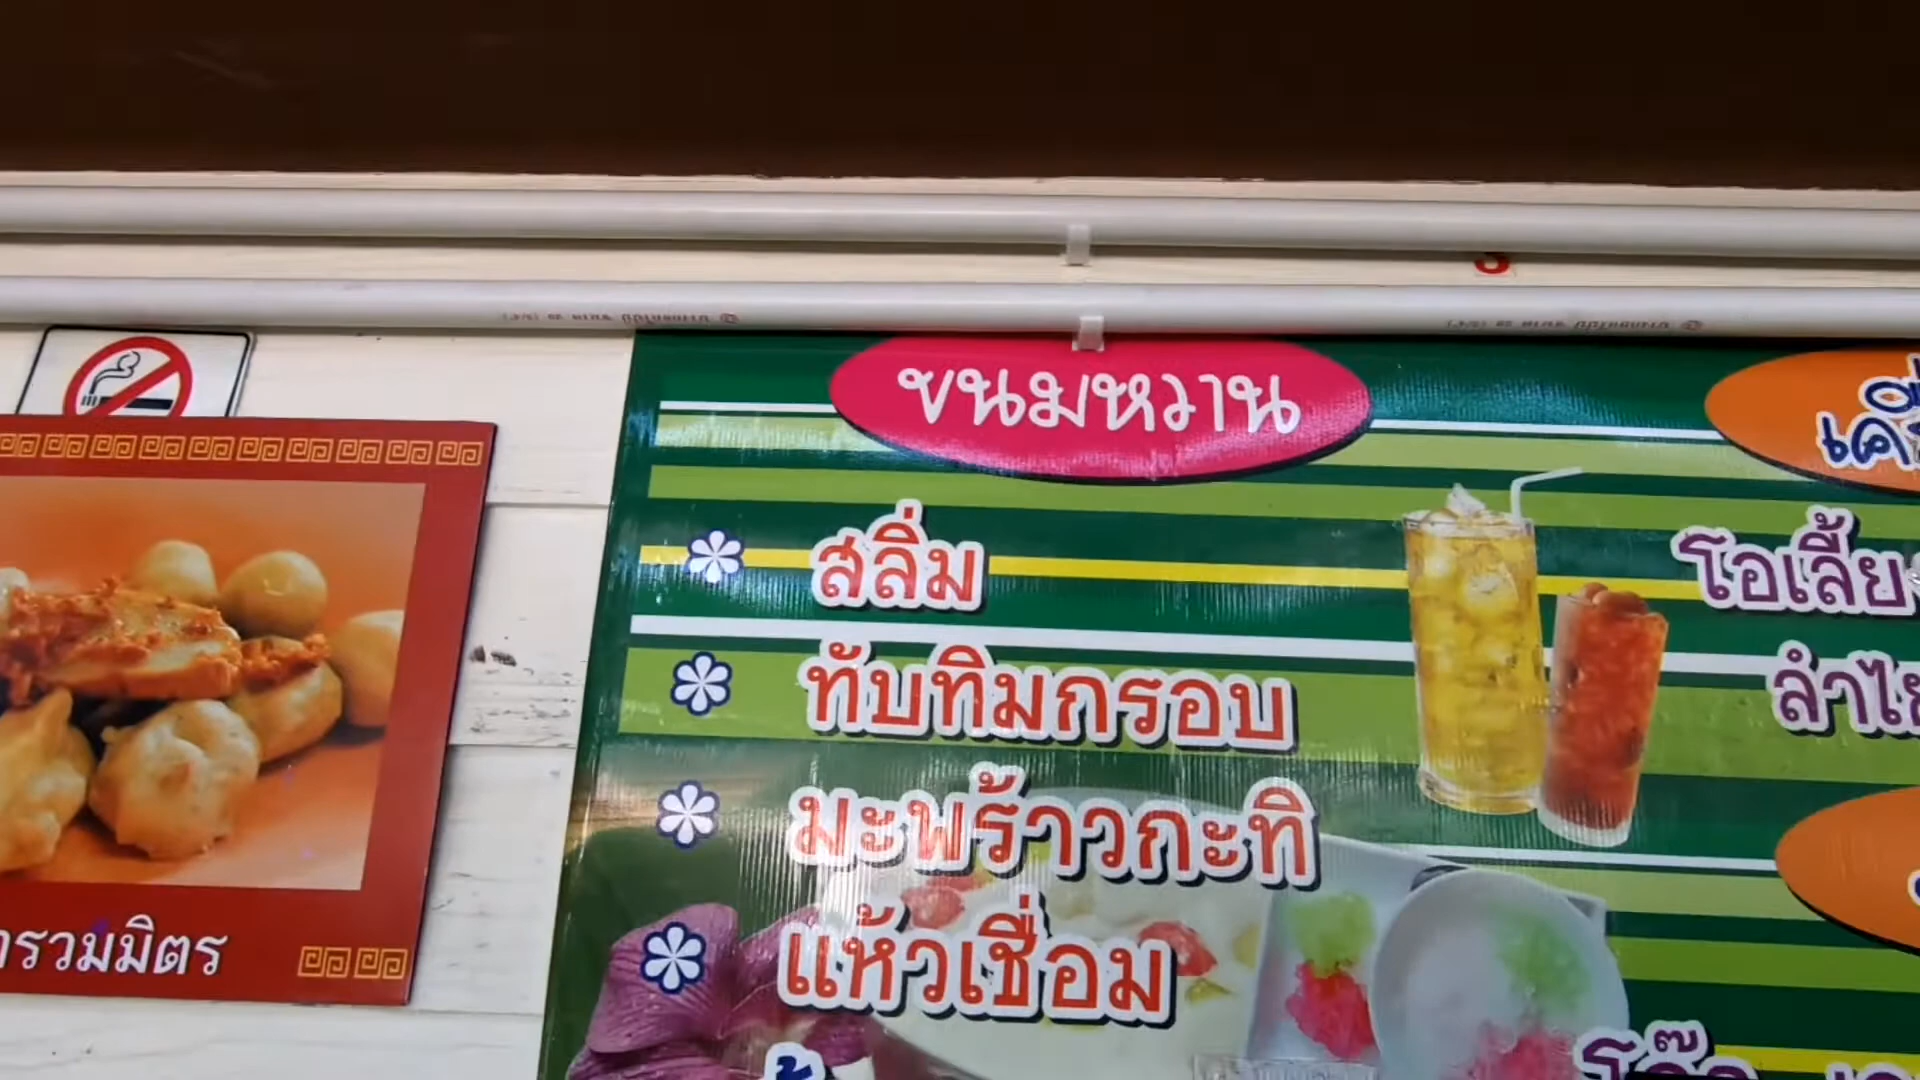 ขนมหวาน
สลิ่ม
ทับทิมกรอบ
มะพร้าวกะทิ
แห้วเชื่อม
โอเลี้ย
รวมมิตร